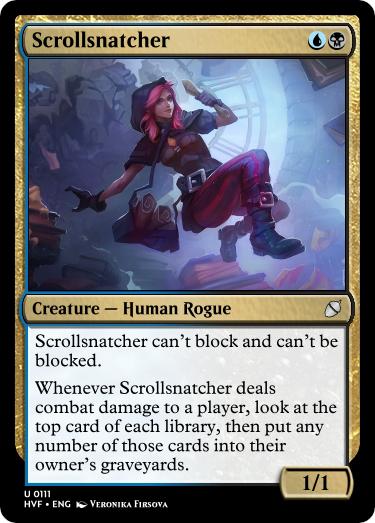 Scrollsnatcher
Creature — Human Rogue
Scrollsnatcher can't block and can't be
blocked.
Whenever Scrollsnatcher deals
combat damage to a player, look at the
top card of each library, then put any
number of those cards into their
owner's graveyards.
1/1
U 0111
HVF • ENG Veronika Firsova